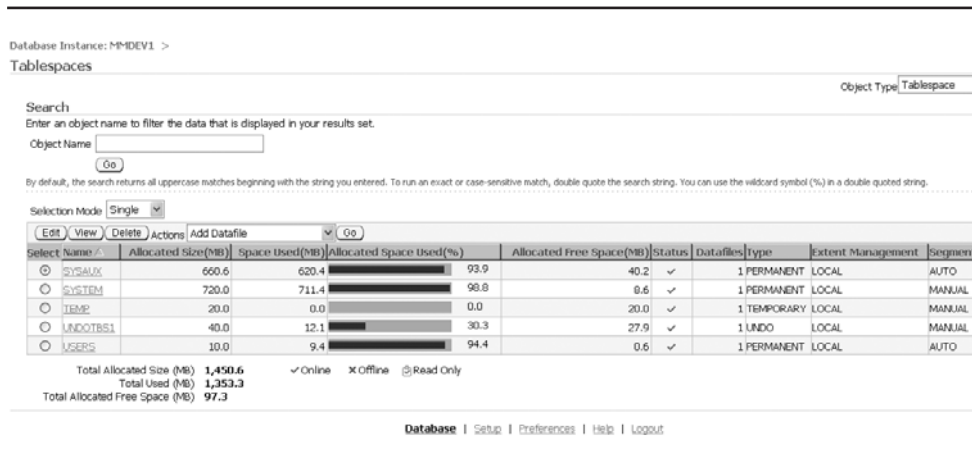 Database Instance: MMDEV1 >
Tablespaces
Object Type Tablespace
Search
Enter an object name to filter the data that is displayed in your results set.
Object Name
Go
By default, the search returns all uppercase matches beginning with the string you entered. To run an exact or case-sensitive match, double quote the search string. You can use the wildcard symbol (%) in a double quoted string.
Selection Mode Single
Edit View Delete Actions Add Datafile Go
Select Name Allocated Size(MB) Space Used(MB) Allocated Space Used(%) Allocated Free Space(MB) Status Datafiles Type Extent Management Segmen
SYSAUX 660.6 620.4 93.9 40.2 ✓ 1 PERMANENT LOCAL AUTO
SYSTEM 720.0 711.4 98.8 8.6 ✓ 1 PERMANENT LOCAL MANUAL
TEMP 20.0 0.0 0.0 20.0 ✓ 1 TEMPORARY LOCAL MANUAL
UNDOTBS1 40.0 12.1 30.3 27.9 ✓ 1 UNDO LOCAL MANUAL
USERS 10.0 9.4 94.4 0.6 ✓ 1 PERMANENT LOCAL AUTO
Total Allocated Size (MB) 1,450.6 ✓ Online × Offline Read Only
Total Used (MB) 1,353.3
Total Allocated Free Space (MB) 97.3
Database | Setup | Preferences | Help | Logout